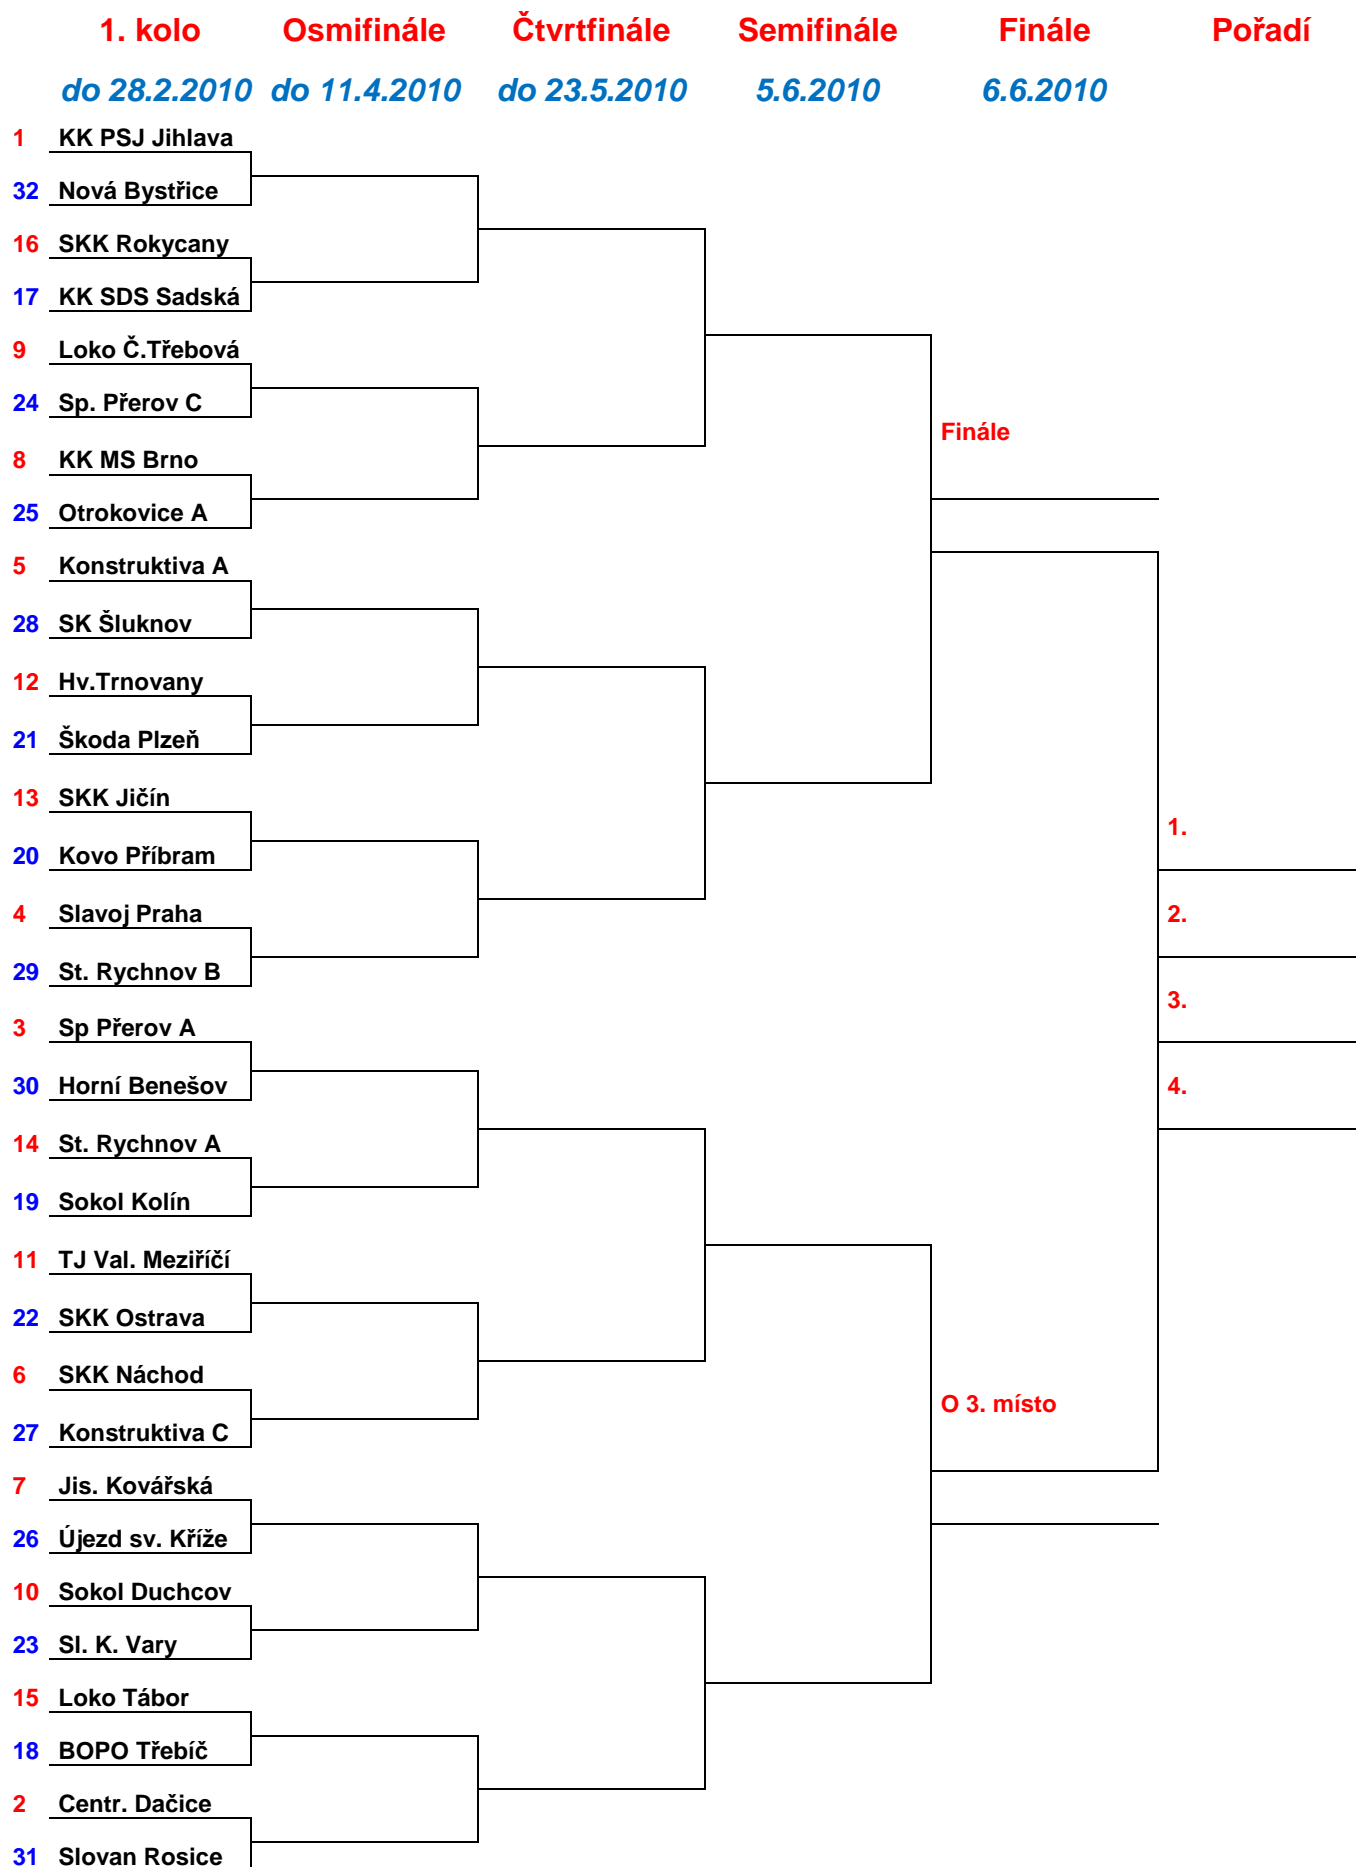 1. kolo Osmifinále Čtvrtfinále Semifinále Finále Pořadí
do 28.2.2010 do 11.4.2010 do 23.5.2010 5.6.2010 6.6.2010
1 KK PSJ Jihlava
32 Nová Bystřice
16 SKK Rokycany
17 KK SDS Sadská
9 Loko Č.Třebová
24 Sp. Přerov C
Finále
8 KK MS Brno
25 Otrokovice A
5 Konstruktiva A
28 SK Šluknov
12 Hv.Trnovany
21 Škoda Plzeň
13 SKK Jičín
1.
20 Kovo Příbram
4 Slavoj Praha 2.
29 St. Rychnov B
3.
3 Sp Přerov A
30 Horní Benešov 4.
14 St. Rychnov A
19 Sokol Kolín
11 TJ Val. Meziříčí
22 SKK Ostrava
6 SKK Náchod
O 3. místo
27 Konstruktiva C
7 Jis. Kovářská
26 Újezd sv. Kříže
10 Sokol Duchcov
23 Sl. K. Vary
15 Loko Tábor
18 BOPO Třebíč
2 Centr. Dačice
31 Slovan Rosice